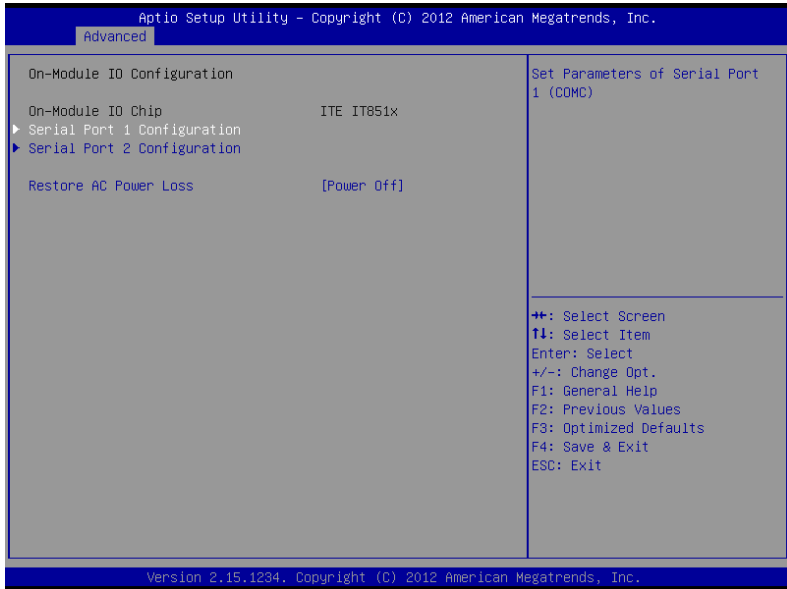 Aptio Setup Utility – Copyright (C) 2012 American Megatrends, Inc.
Advanced
On-Module IO Configuration
On-Module IO Chip ITE IT851x
Serial Port 1 Configuration
Serial Port 2 Configuration
Restore AC Power Loss [Power Off]
Set Parameters of Serial Port
1 (COMC)
→←: Select Screen
↑↓: Select Item
Enter: Select
+/-: Change Opt.
F1: General Help
F2: Previous Values
F3: Optimized Defaults
F4: Save & Exit
ESC: Exit
Version 2.15.1234. Copyright (C) 2012 American Megatrends, Inc.